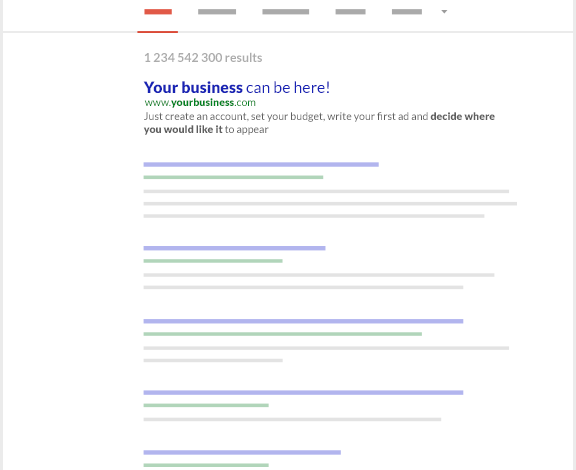 1 234 542 300 results
Your business can be here!
www.yourbusiness.com
Just create an account, set your budget, write your first ad and decide where
you would like it to appear